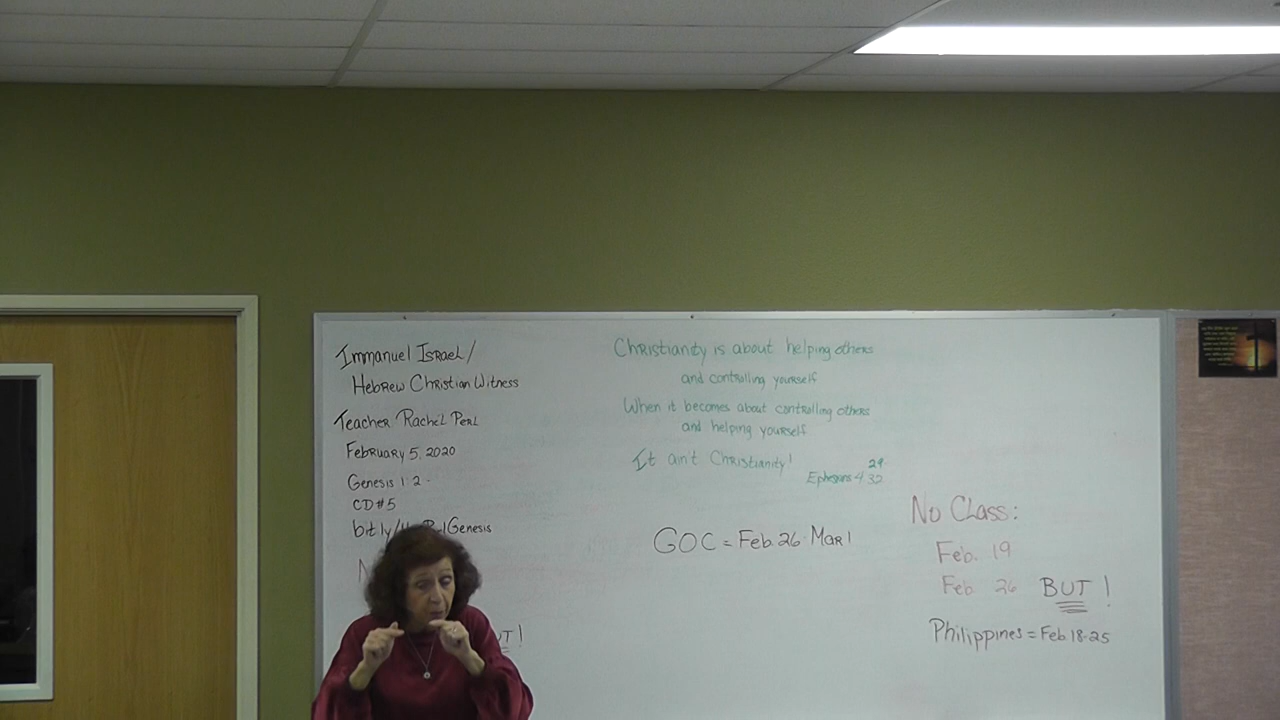 Immanuel Israel /
Hebrew Christian Witness
Teacher Rachel Perl
February 5, 2020
Genesis 1:2 -
CD#5
Christianity is about helping others
and controlling yourself
When it becomes about controlling others
and helping yourself
It ain't Christianity!
Ephesians 4 29
32
GOC = Feb. 26 - Mar 1
No Class:
Feb. 19
Feb. 26 BUT!
Philippines = Feb 18-25